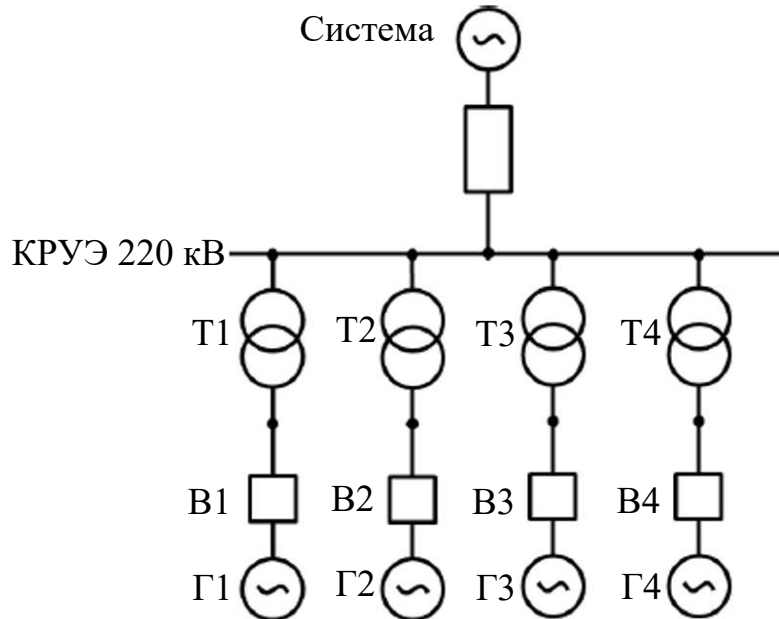 Система
КРУЭ 220 кВ
Т1 Т2 Т3 Т4
В1 В2 В3 В4
Г1 Г2 Г3 Г4